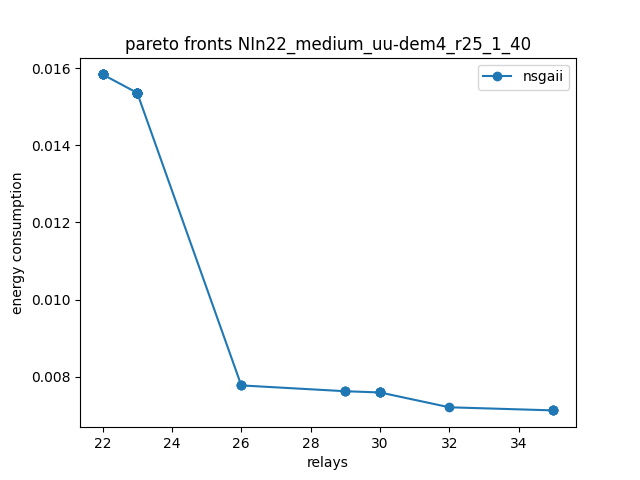 pareto fronts NIn22_medium_uu-dem4_r25_1_40
nsgaii
energy consumption
0.016
0.014
0.012
0.010
0.008
22 24 26 28 30 32 34
relays